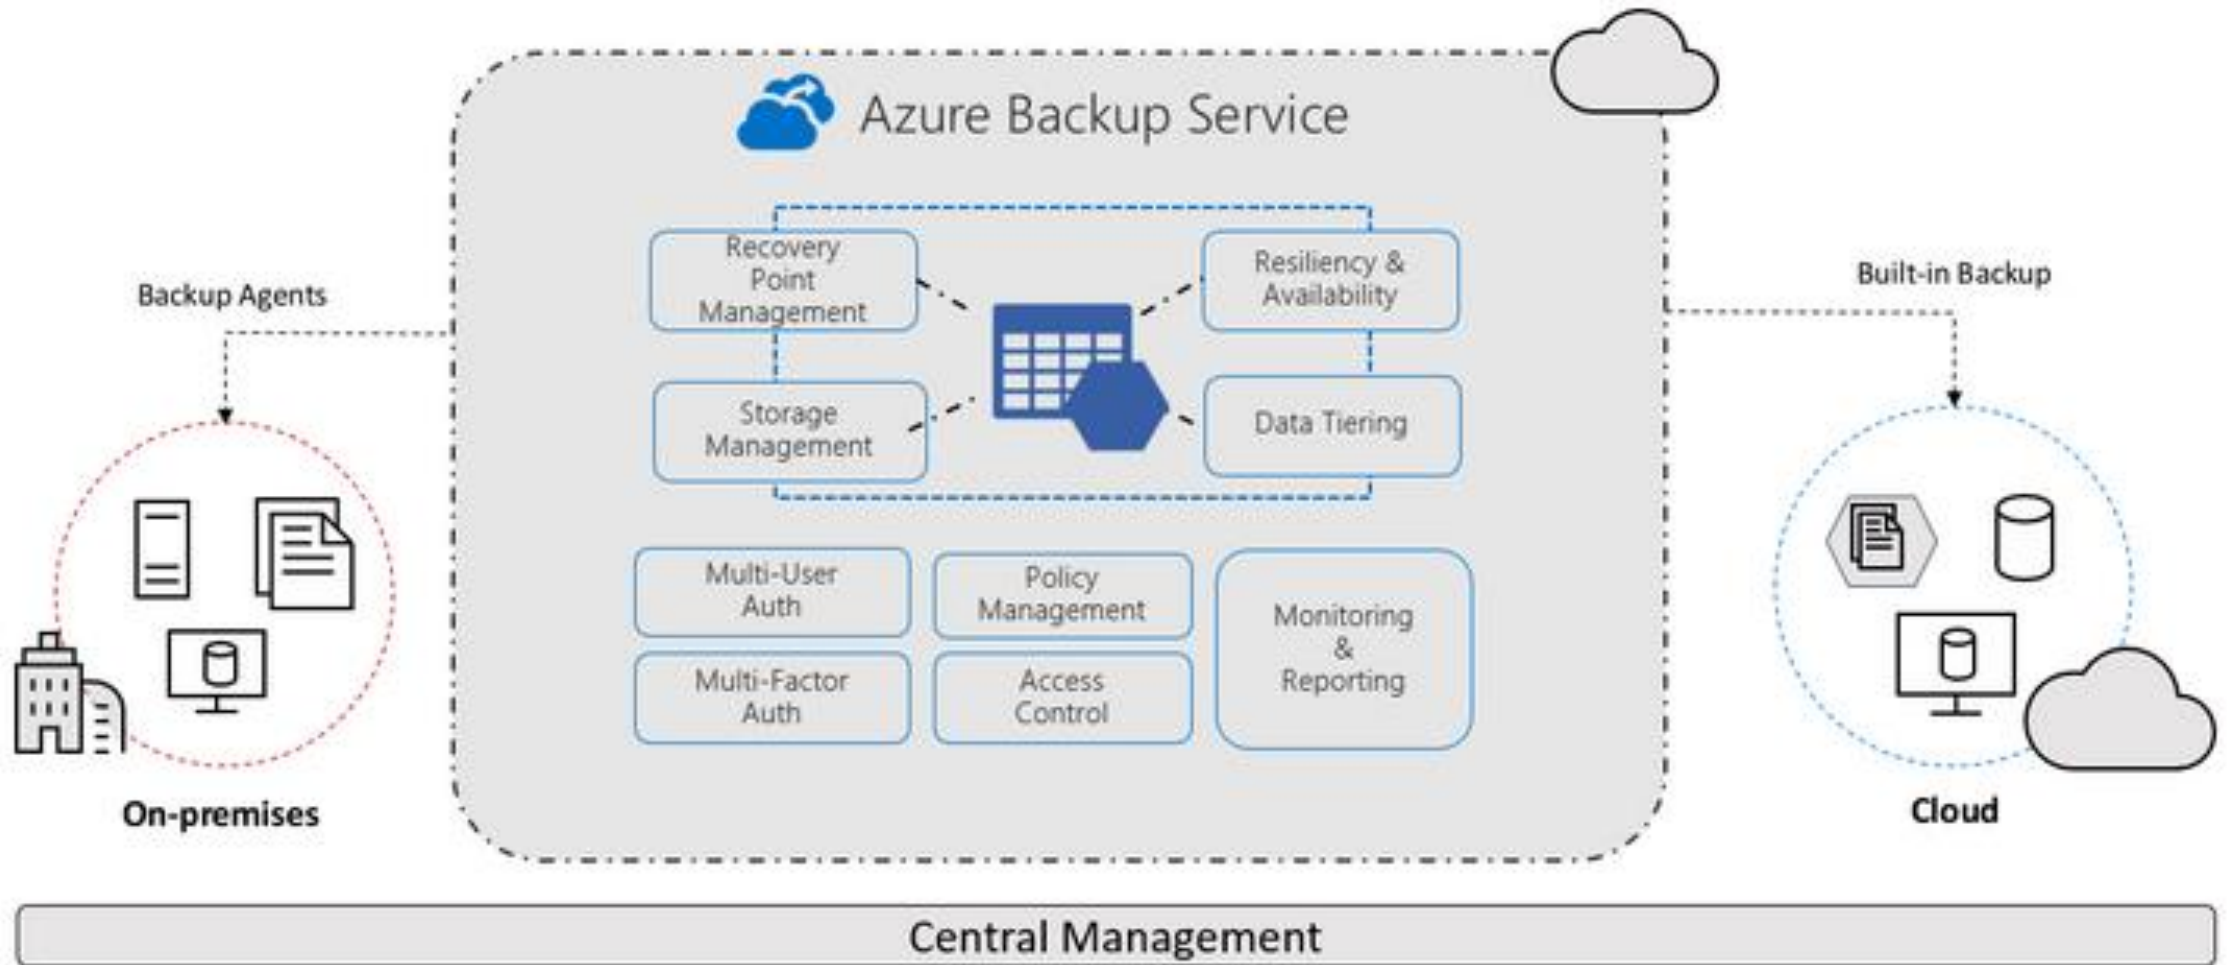 Azure Backup Service
Backup Agents
Built-in Backup
Recovery
Point
Management
Resiliency &
Availability
Storage
Management
Data Tiering
Multi-User
Auth
Policy
Management
Monitoring
&
Reporting
Multi-Factor
Auth
Access
Control
On-premises
Cloud
Central Management